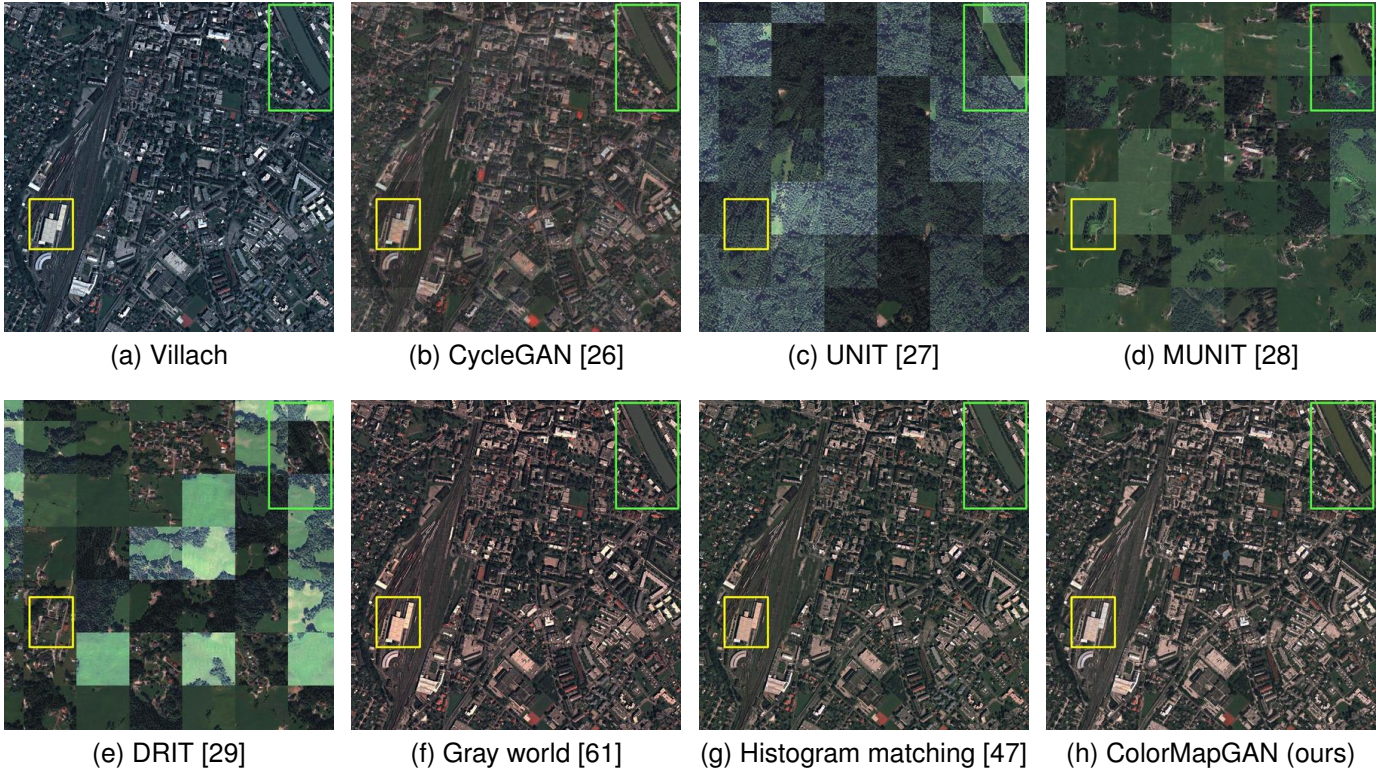 (a) Villach
(b) CycleGAN [26]
(c) UNIT [27]
(d) MUNIT [28]
(e) DRIT [29]
(f) Gray world [61]
(g) Histogram matching [47]
(h) ColorMapGAN (ours)